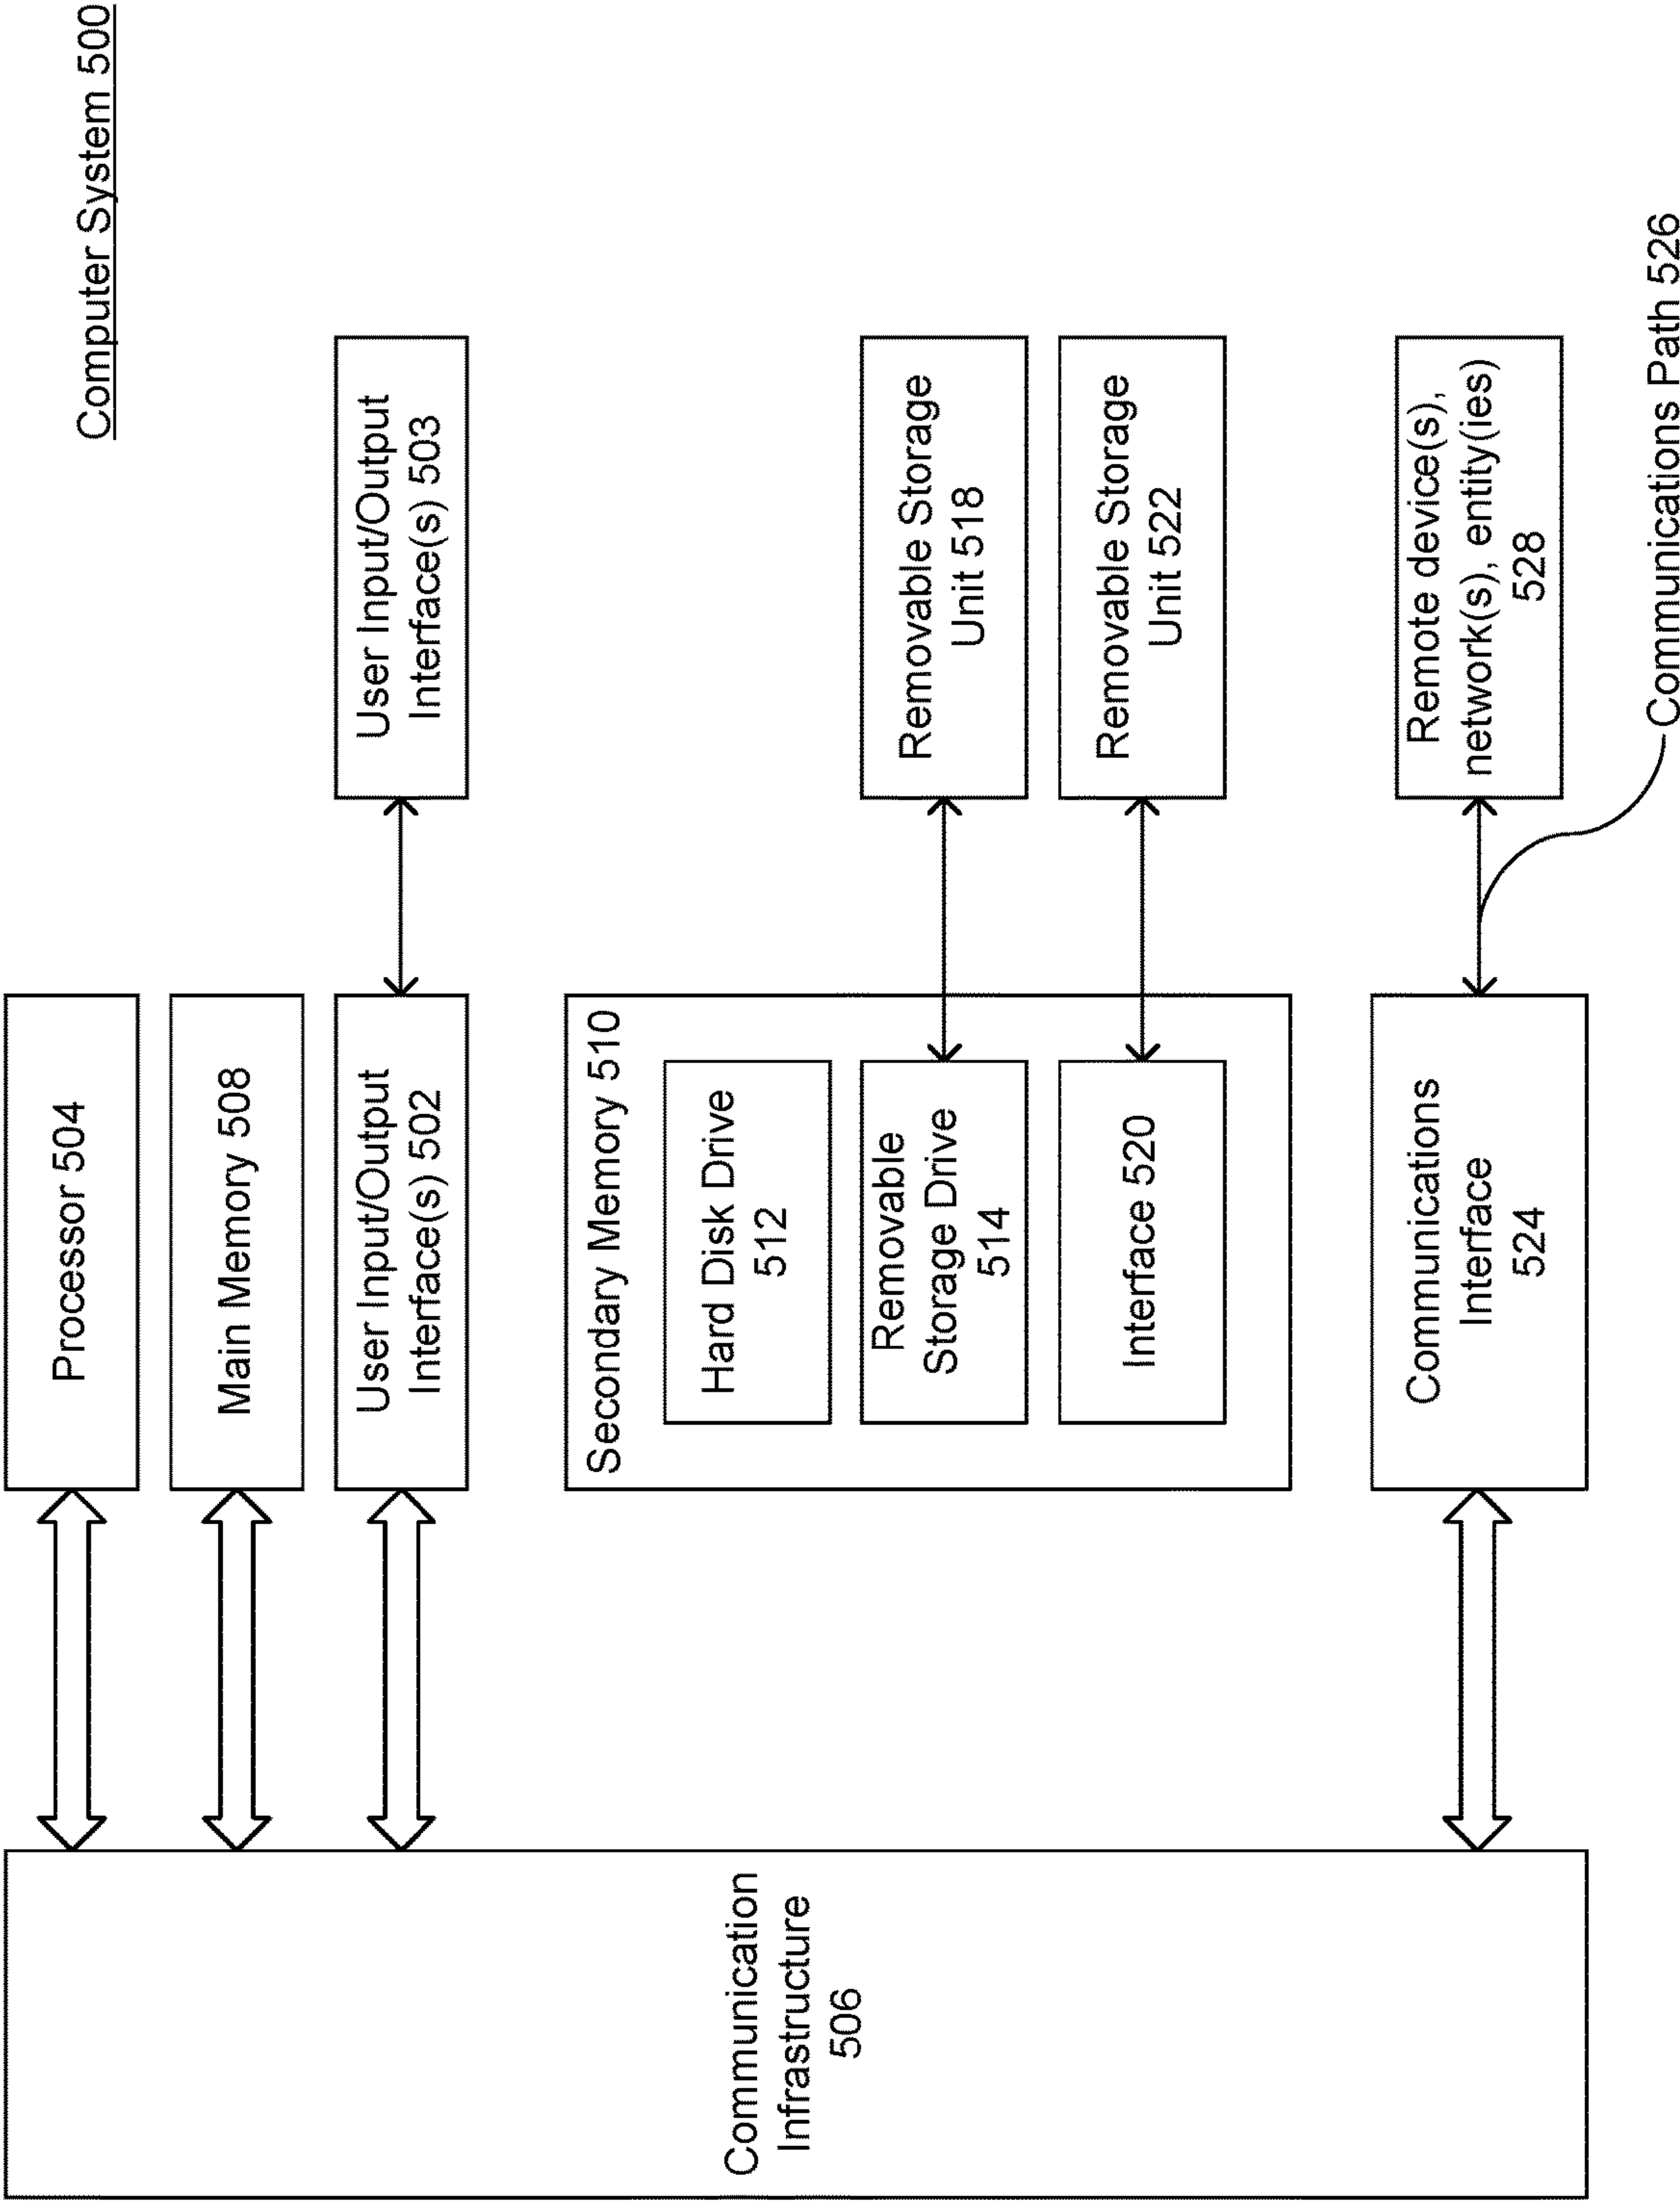 Computer System 500
Processor 504
Main Memory 508
User Input/Output
Interface(s) 502
User Input/Output
Interface(s) 503
Communication
Infrastructure
506
Secondary Memory 510
Hard Disk Drive
512
Removable
Storage Drive
514
Removable Storage
Unit 518
Interface 520
Removable Storage
Unit 522
Communications
Interface
524
Remote device(s),
network(s), entity(ies)
528
Communications Path 526